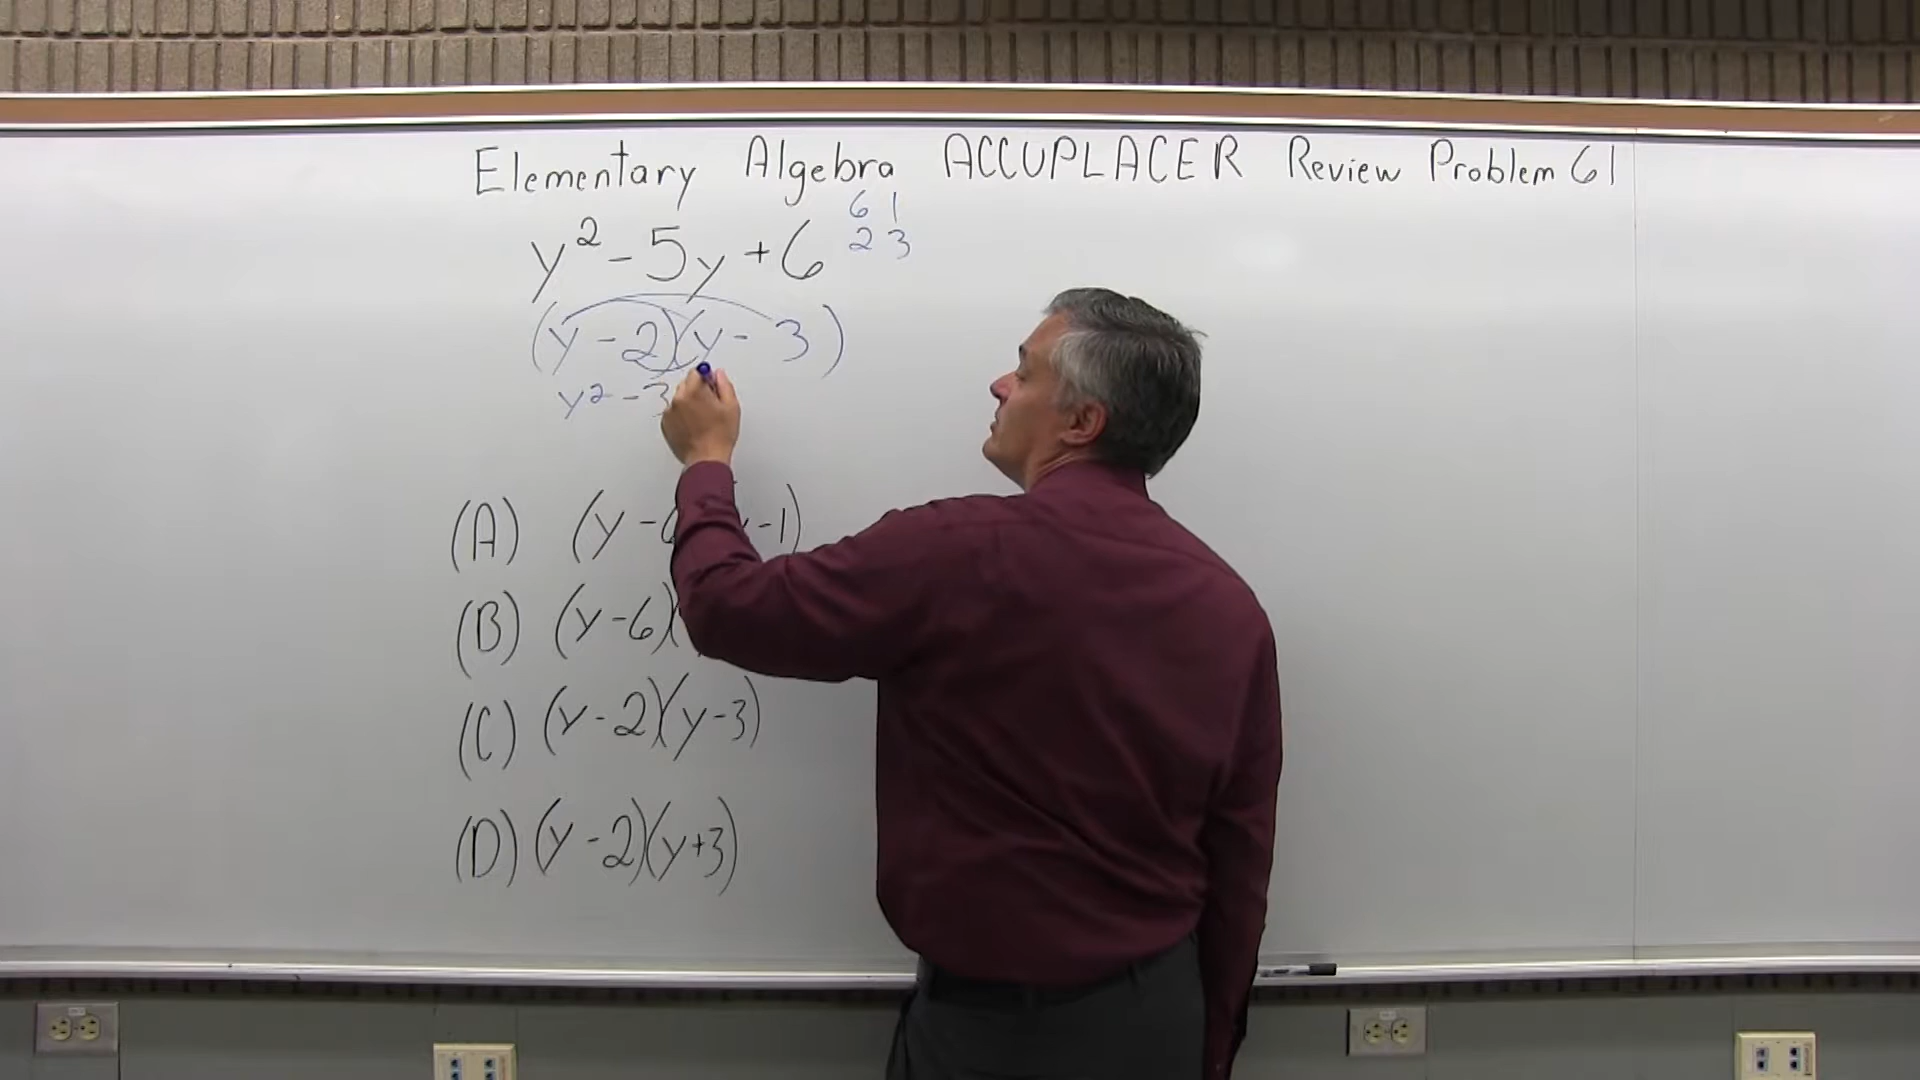 Elementary Algebra ACCUPLACER Review Problem 61
6 1
y² - 5y + 6 2 3
(y - 2)(y - 3)
y² - 3
(A) (y - -1)
(B) (y - 6)(
(C) (y - 2)(y - 3)
(D) (y - 2)(y + 3)